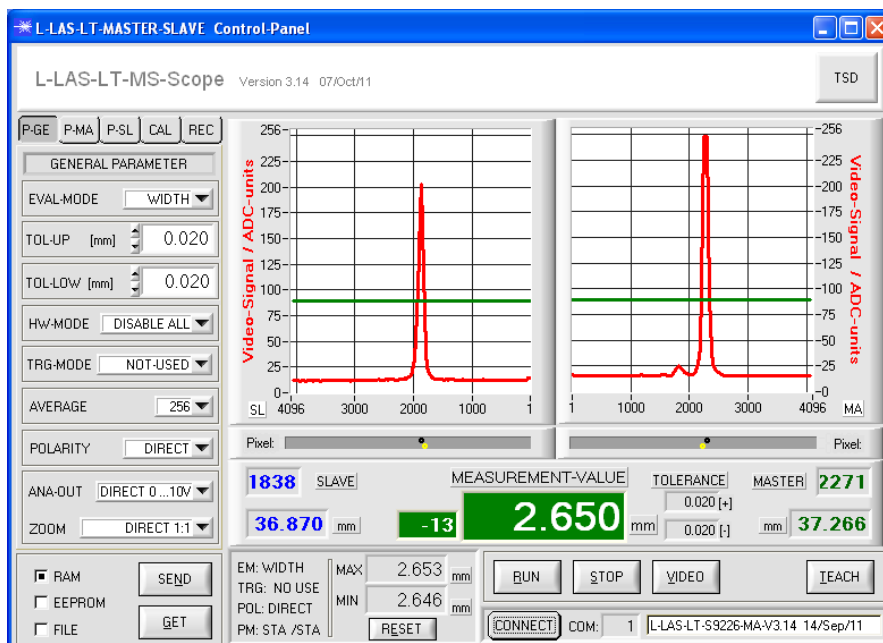 L-LAS-LT-MASTER-SLAVE Control-Panel
L-LAS-LT-MS-Scope Version 3.14 07/Oct/11
TSD
P-GE P-MA P-SL CAL REC
GENERAL PARAMETER
EVAL-MODE WIDTH
TOL-UP [mm] 0.020
TOL-LOW [mm] 0.020
HW-MODE DISABLE ALL
TRG-MODE NOT-USED
AVERAGE 256
POLARITY DIRECT
ANA-OUT DIRECT 0 ...10V
ZOOM DIRECT 1:1
RAM
EEPROM
FILE
SEND
GET
Video-Signal / ADC-units
256
225
200
175
150
125
100
75
50
25
0
SL 4096 3000 2000 1000 1
1 1000 2000 3000 4096 MA
256
225
200
175
150
125
100
75
50
25
0
Video-Signal / ADC-units
Pixel:
Pixel:
1838 SLAVE MEASUREMENT-VALUE TOLERANCE MASTER 2271
36.870 mm -13 2.650 mm 0.020 [+] 0.020 [-] mm 37.266
EM: WIDTH
TRG: NO USE
POL: DIRECT
PM: STA /STA
MAX 2.653 mm
MIN 2.646 mm
RESET
RUN STOP VIDEO TEACH
CONNECT COM: 1 L-LAS-LT-S9226-MA-V3.14 14/Sep/11